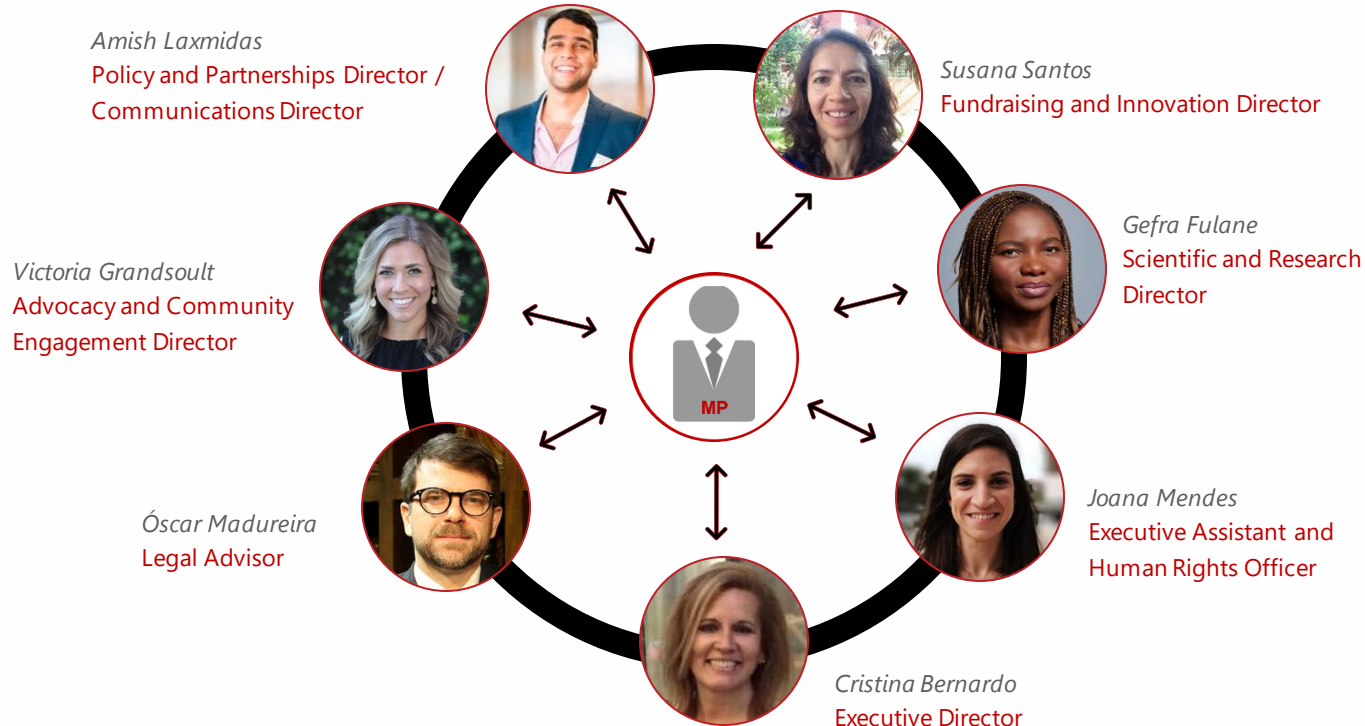 Amish Laxmidas
Policy and Partnerships Director /
Communications Director
Susana Santos
Fundraising and Innovation Director
Gefra Fulane
Scientific and Research
Director
Victoria Grandsoult
Advocacy and Community
Engagement Director
MP
Óscar Madureira
Legal Advisor
Joana Mendes
Executive Assistant and
Human Rights Officer
Cristina Bernardo
Executive Director